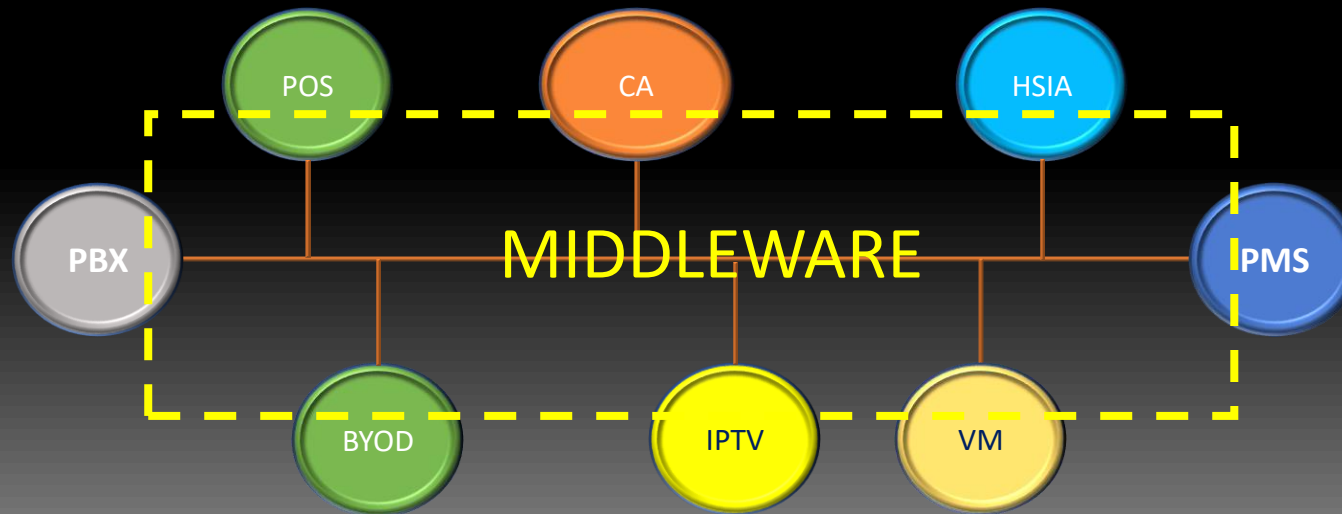 POS
CA
HSIA
PBX
MIDDLEWARE
PMS
BYOD
IPTV
VM